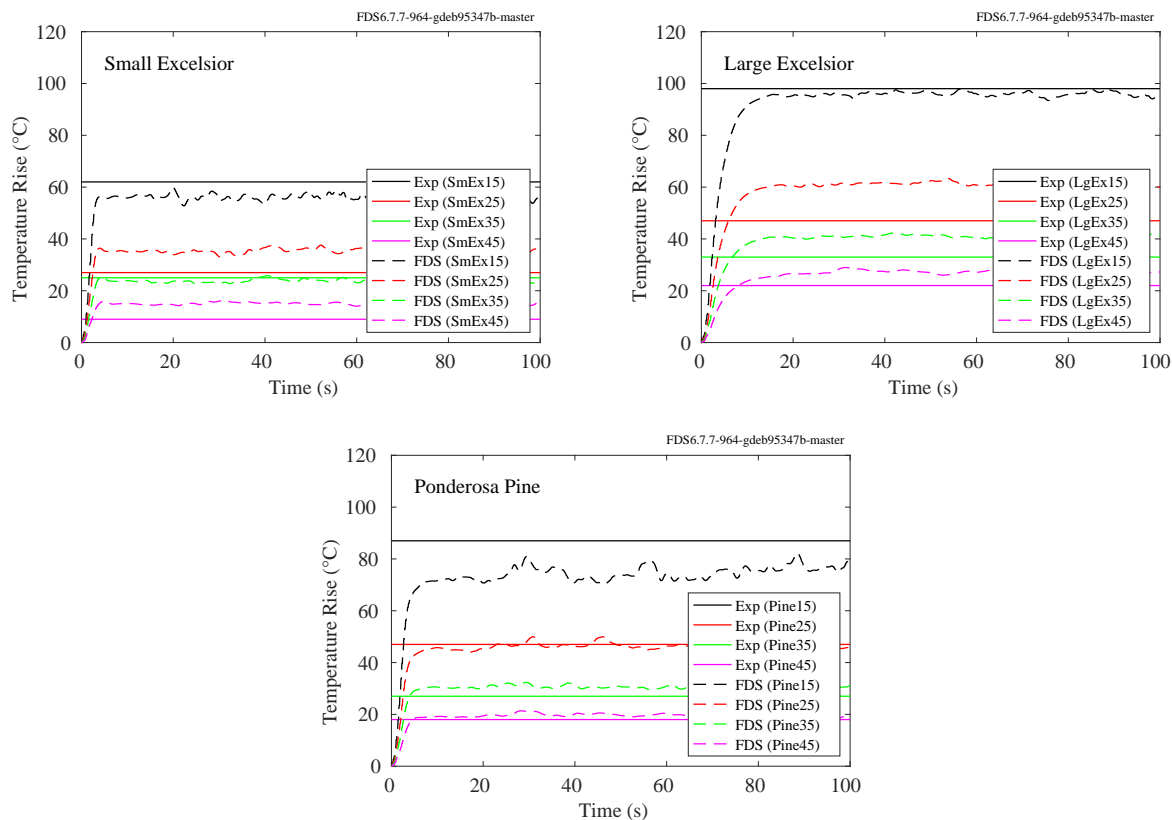 FDS6.7.7-964-gdeb95347b-master
Small Excelsior
Temperature Rise (°C)
120
100
80
60
40
20
0
Exp (SmEx15)
Exp (SmEx25)
Exp (SmEx35)
Exp (SmEx45)
FDS (SmEx15)
FDS (SmEx25)
FDS (SmEx35)
FDS (SmEx45)
0 20 40 60 80 100
Time (s)
FDS6.7.7-964-gdeb95347b-master
Large Excelsior
Temperature Rise (°C)
120
100
80
60
40
20
0
Exp (LgEx15)
Exp (LgEx25)
Exp (LgEx35)
Exp (LgEx45)
FDS (LgEx15)
FDS (LgEx25)
FDS (LgEx35)
FDS (LgEx45)
0 20 40 60 80 100
Time (s)
FDS6.7.7-964-gdeb95347b-master
Ponderosa Pine
Temperature Rise (°C)
120
100
80
60
40
20
0
Exp (Pine15)
Exp (Pine25)
Exp (Pine35)
Exp (Pine45)
FDS (Pine15)
FDS (Pine25)
FDS (Pine35)
FDS (Pine45)
0 20 40 60 80 100
Time (s)